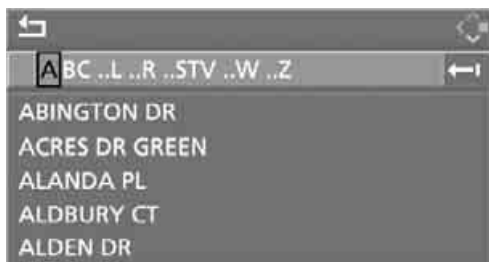 ABC ..L ..R ..STV ..W ..Z
ABINGTON DR
ACRES DR GREEN
ALANDA PL
ALDBURY CT
ALDEN DR